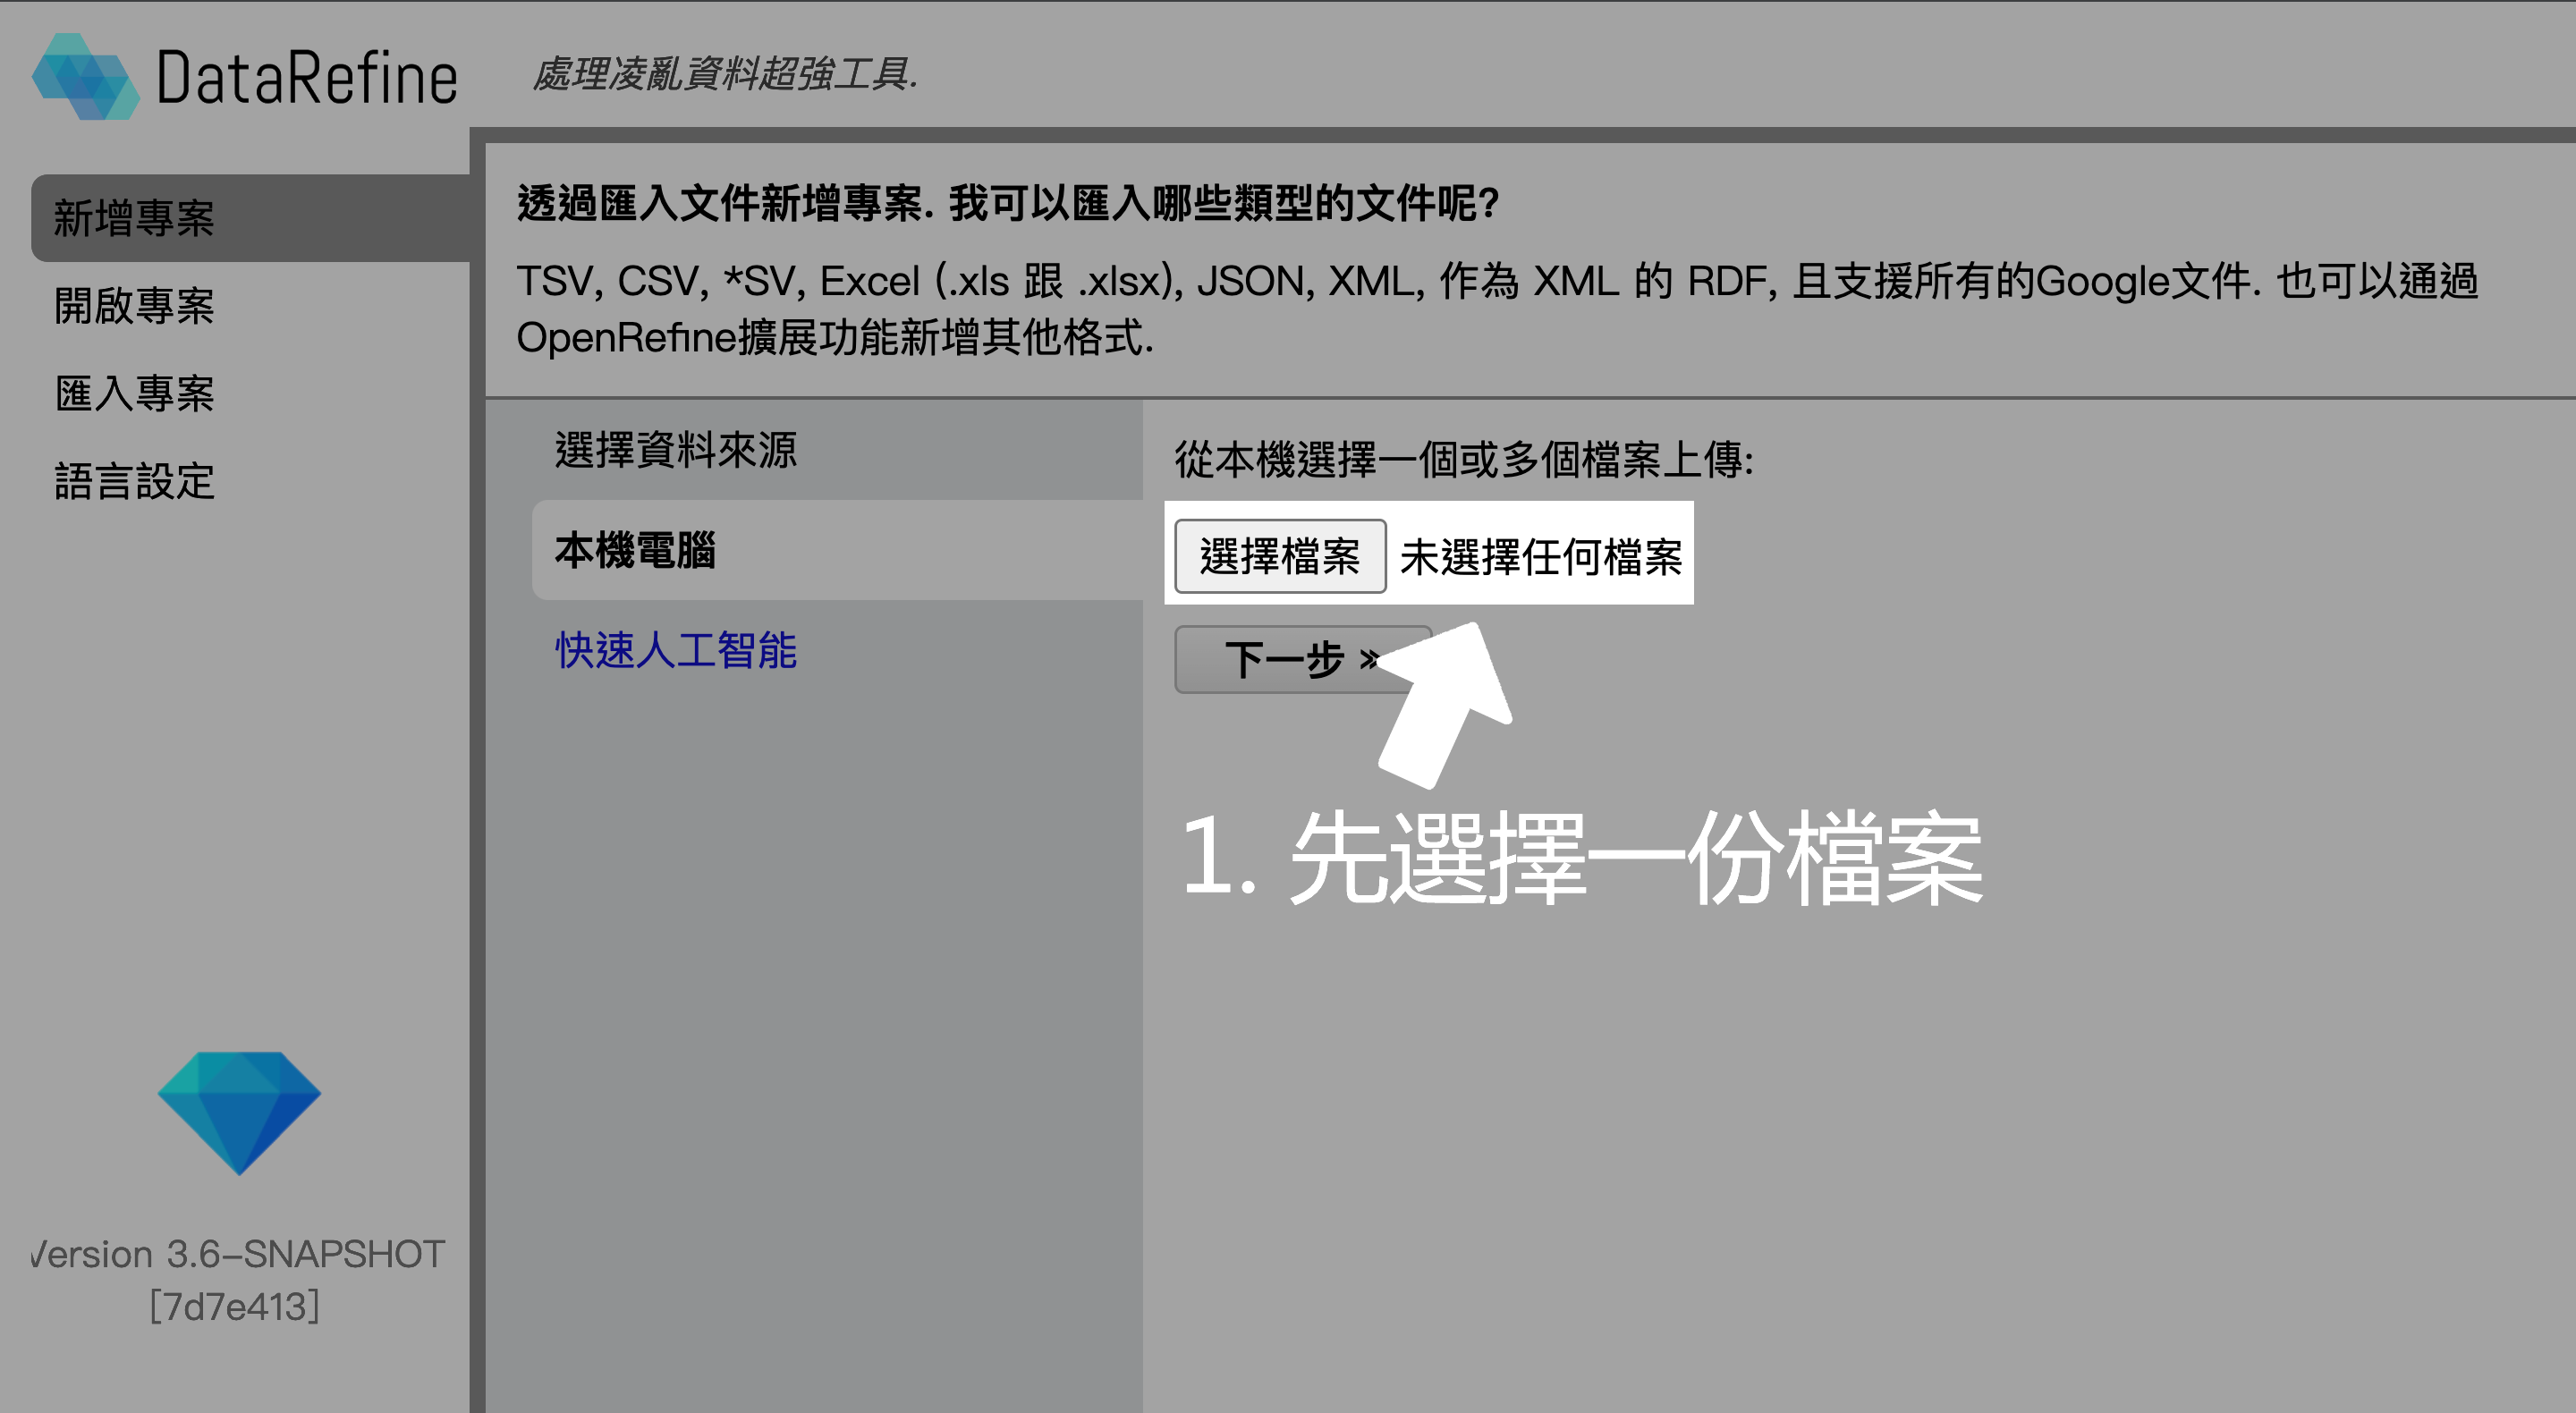 DataRefine
處理凌亂資料超強工具.
新增專案
開啟專案
匯入專案
語言設定
透過匯入文件新增專案. 我可以匯入哪些類型的文件呢?
TSV, CSV, *SV, Excel (.xls 跟 .xlsx), JSON, XML, 作為 XML 的 RDF, 且支援所有的Google文件. 也可以通過
OpenRefine擴展功能新增其他格式.
選擇資料來源
本機電腦
快速人工智能
從本機選擇一個或多個檔案上傳:
選擇檔案 未選擇任何檔案
下一步 »
1. 先選擇一份檔案
Version 3.6-SNAPSHOT
[7d7e413]